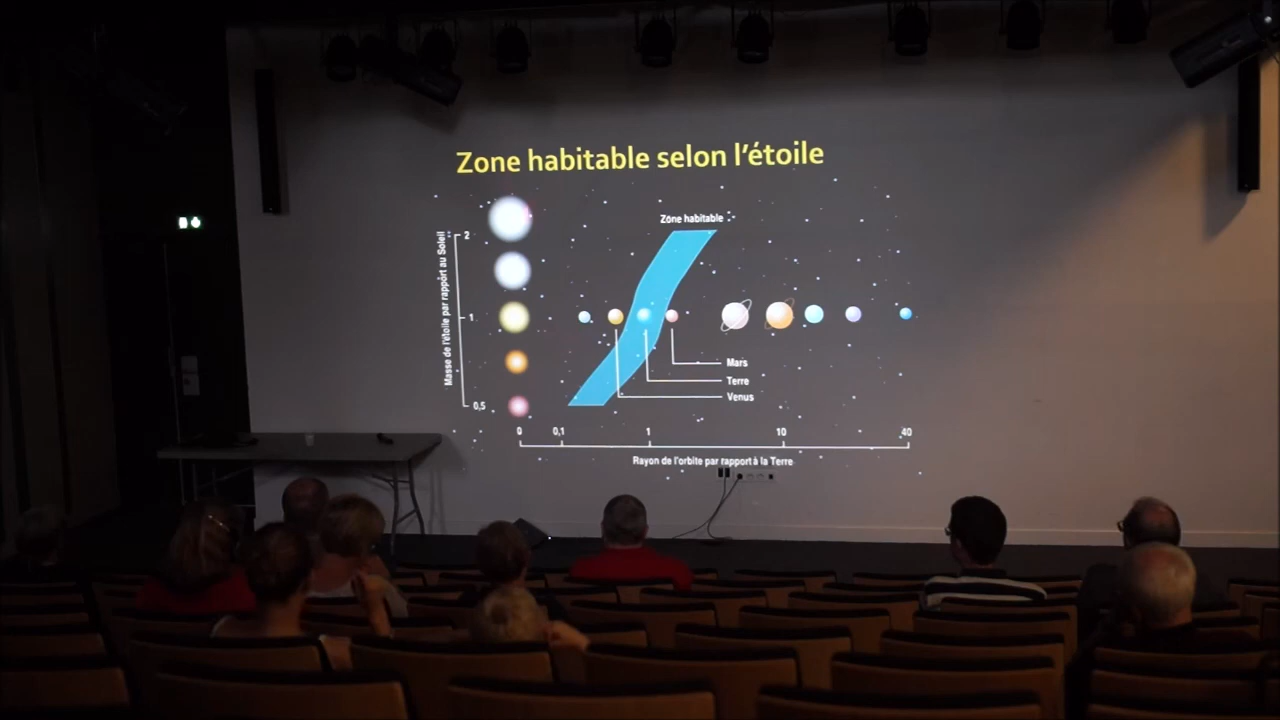 Zone habitable selon l'étoile
Zone habitable
Masse de l'étoile par rapport au Soleil
2
1
0,5
Mars
Terre
Venus
0 0,1 1 10 40
Rayon de l'orbite par rapport à la Terre